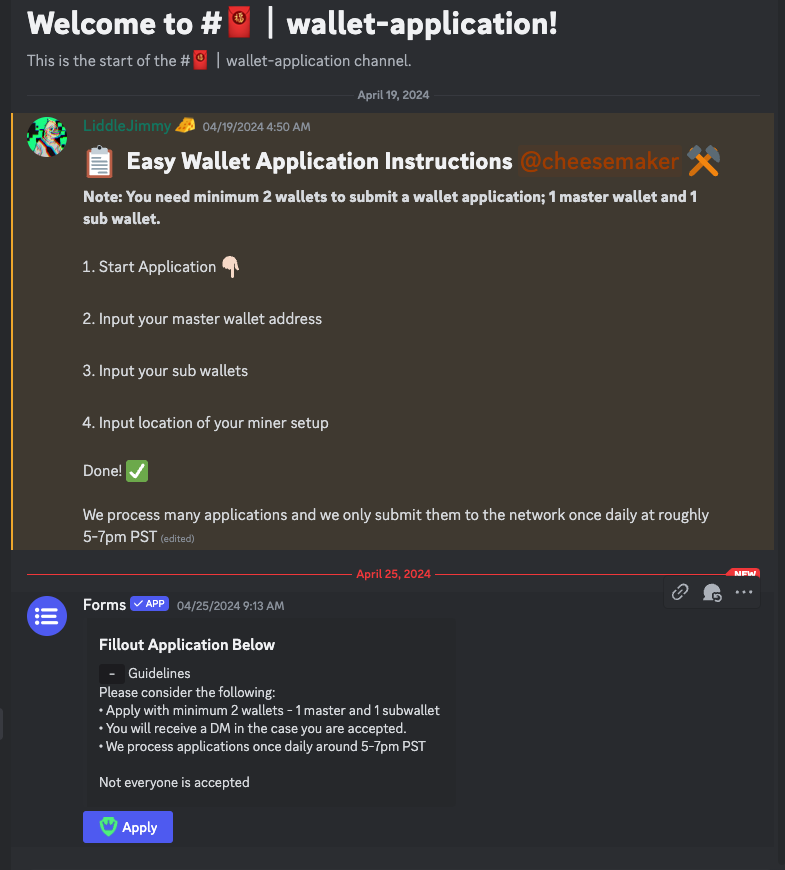 Welcome to #🧧 | wallet-application!
This is the start of the #🧧 | wallet-application channel.
April 19, 2024
LiddleJimmy 🧀 04/19/2024 4:50 AM
📋 Easy Wallet Application Instructions @cheesemaker ⚒️
Note: You need minimum 2 wallets to submit a wallet application; 1 master wallet and 1
sub wallet.
1. Start Application 👇🏻
2. Input your master wallet address
3. Input your sub wallets
4. Input location of your miner setup
Done! ✅
We process many applications and we only submit them to the network once daily at roughly
5-7pm PST (edited)
April 25, 2024
NEW
Forms ✓ APP 04/25/2024 9:13 AM
Fillout Application Below
- Guidelines
Please consider the following:
• Apply with minimum 2 wallets - 1 master and 1 subwallet
• You will receive a DM in the case you are accepted.
• We process applications once daily around 5-7pm PST
Not everyone is accepted
Apply